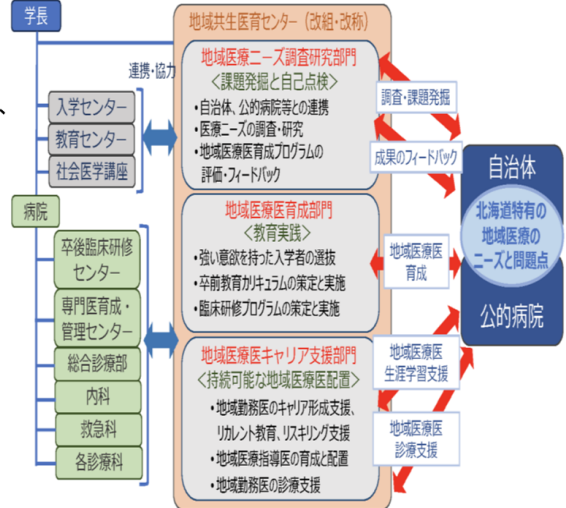 学長
地域共生医育センター（改組・改称）
連携・協力
入学センター
教育センター
社会医学講座
病院
卒後臨床研修
センター
専門医育成・
管理センター
総合診療部
内科
救急科
各診療科
地域医療ニーズ調査研究部門
＜課題発掘と自己点検＞
・自治体、公的病院等との連携
・医療ニーズの調査・研究
・地域医療医育成プログラムの
評価・フィードバック
地域医療医育成部門
＜教育実践＞
・強い意欲を持った入学者の選抜
・卒前教育カリキュラムの策定と実施
・臨床研修プログラムの策定と実施
地域医療医キャリア支援部門
＜持続可能な地域医療医配置＞
・地域勤務医のキャリア形成支援、
リカレント教育、リスキリング支援
・地域医療指導医の育成と配置
・地域勤務医の診療支援
調査・課題発掘
成果のフィードバック
地域医療医
育成
地域医療医
生涯学習支援
地域医療医
診療支援
自治体
北海道特有の
地域医療の
ニーズと問題点
公的病院